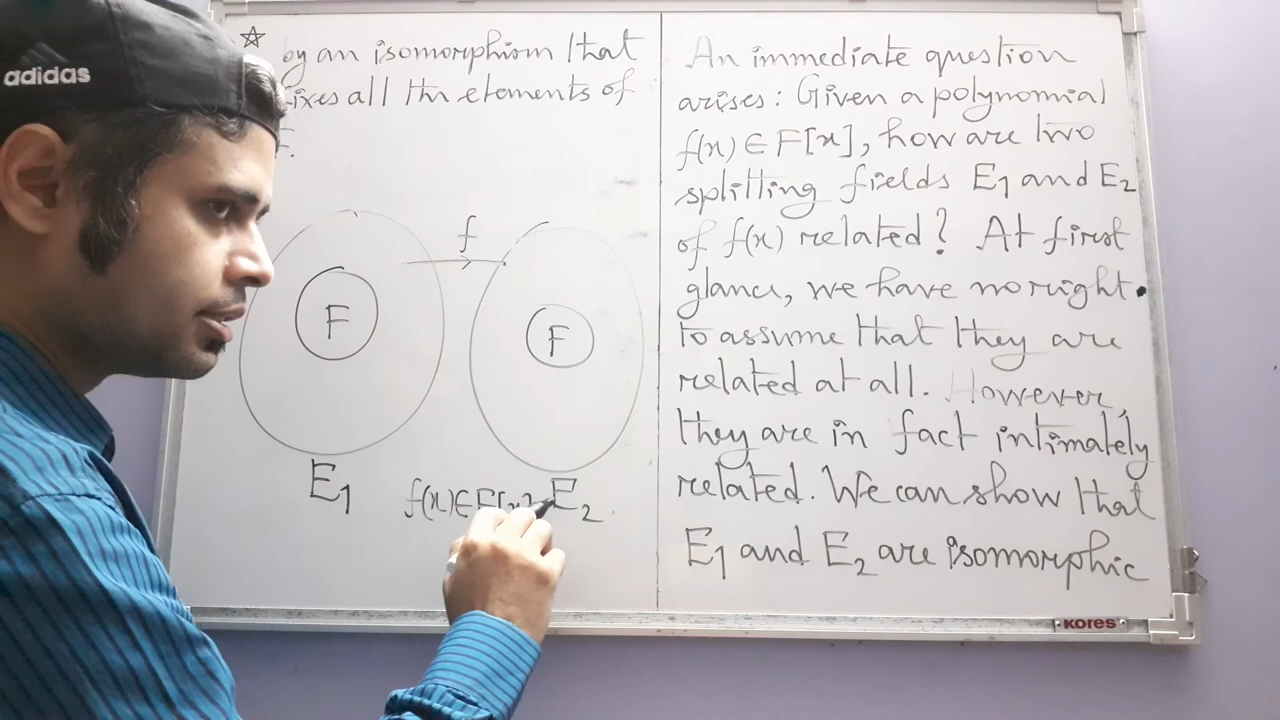 adidas
☆ by an isomorphism that
fixes all the elements of
F.
f
F
F
E1
f(x)∈F[x]
E2
An immediate question
arises: Given a polynomial
f(x)∈F[x], how are two
splitting fields E1 and E2
of f(x) related? At first
glance, we have no right
to assume that they are
related at all. However,
they are in fact intimately
related. We can show that
E1 and E2 are isomorphic
KORES